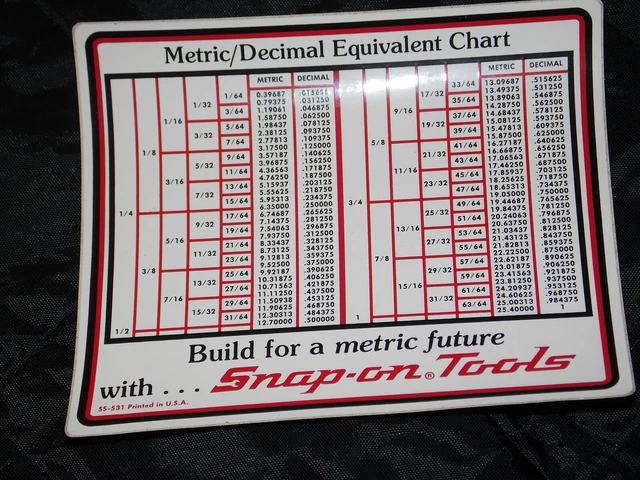 Metric/Decimal Equivalent Chart
METRIC DECIMAL METRIC DECIMAL
1/64 0.39687 .015625 33/64 13.09687 .515625
1/32 0.79375 .031250 17/32 13.49375 .531250
3/64 1.19061 .046875 35/64 13.89063 .546875
1/16 1.58750 .062500 9/16 14.28750 .562500
5/64 1.98437 .078125 37/64 14.68437 .578125
3/32 2.38125 .093750 19/32 15.08125 .593750
7/64 2.77813 .109375 39/64 15.47813 .609375
1/8 3.17500 .125000 5/8 15.87500 .625000
9/64 3.57187 .140625 41/64 16.27187 .640625
5/32 3.96875 .156250 21/32 16.66875 .656250
11/64 4.36563 .171875 43/64 17.06563 .671875
3/16 4.76250 .187500 11/16 17.46250 .687500
13/64 5.15937 .203125 45/64 17.85937 .703125
7/32 5.55625 .218750 23/32 18.25625 .718750
15/64 5.95313 .234375 47/64 18.65313 .734375
1/4 6.35000 .250000 3/4 19.05000 .750000
17/64 6.74687 .265625 49/64 19.44687 .765625
9/32 7.14375 .281250 25/32 19.84375 .781250
19/64 7.54063 .296875 51/64 20.24063 .796875
5/16 7.93750 .312500 13/16 20.63750 .812500
21/64 8.33437 .328125 53/64 21.03437 .828125
11/32 8.73125 .343750 27/32 21.43125 .843750
23/64 9.12813 .359375 55/64 21.82813 .859375
3/8 9.52500 .375000 7/8 22.22500 .875000
25/64 9.92187 .390625 57/64 22.62187 .890625
13/32 10.31875 .406250 29/32 23.01875 .906250
27/64 10.71563 .421875 59/64 23.41563 .921875
7/16 11.11250 .437500 15/16 23.81250 .937500
29/64 11.50938 .453125 61/64 24.20937 .953125
15/32 11.90625 .468750 31/32 24.60625 .968750
31/64 12.30313 .484375 63/64 25.00313 .984375
1/2 12.70000 .500000 1 25.40000 1
Build for a metric future
with . . . Snap-on® Tools
SS-531 Printed in U.S.A.